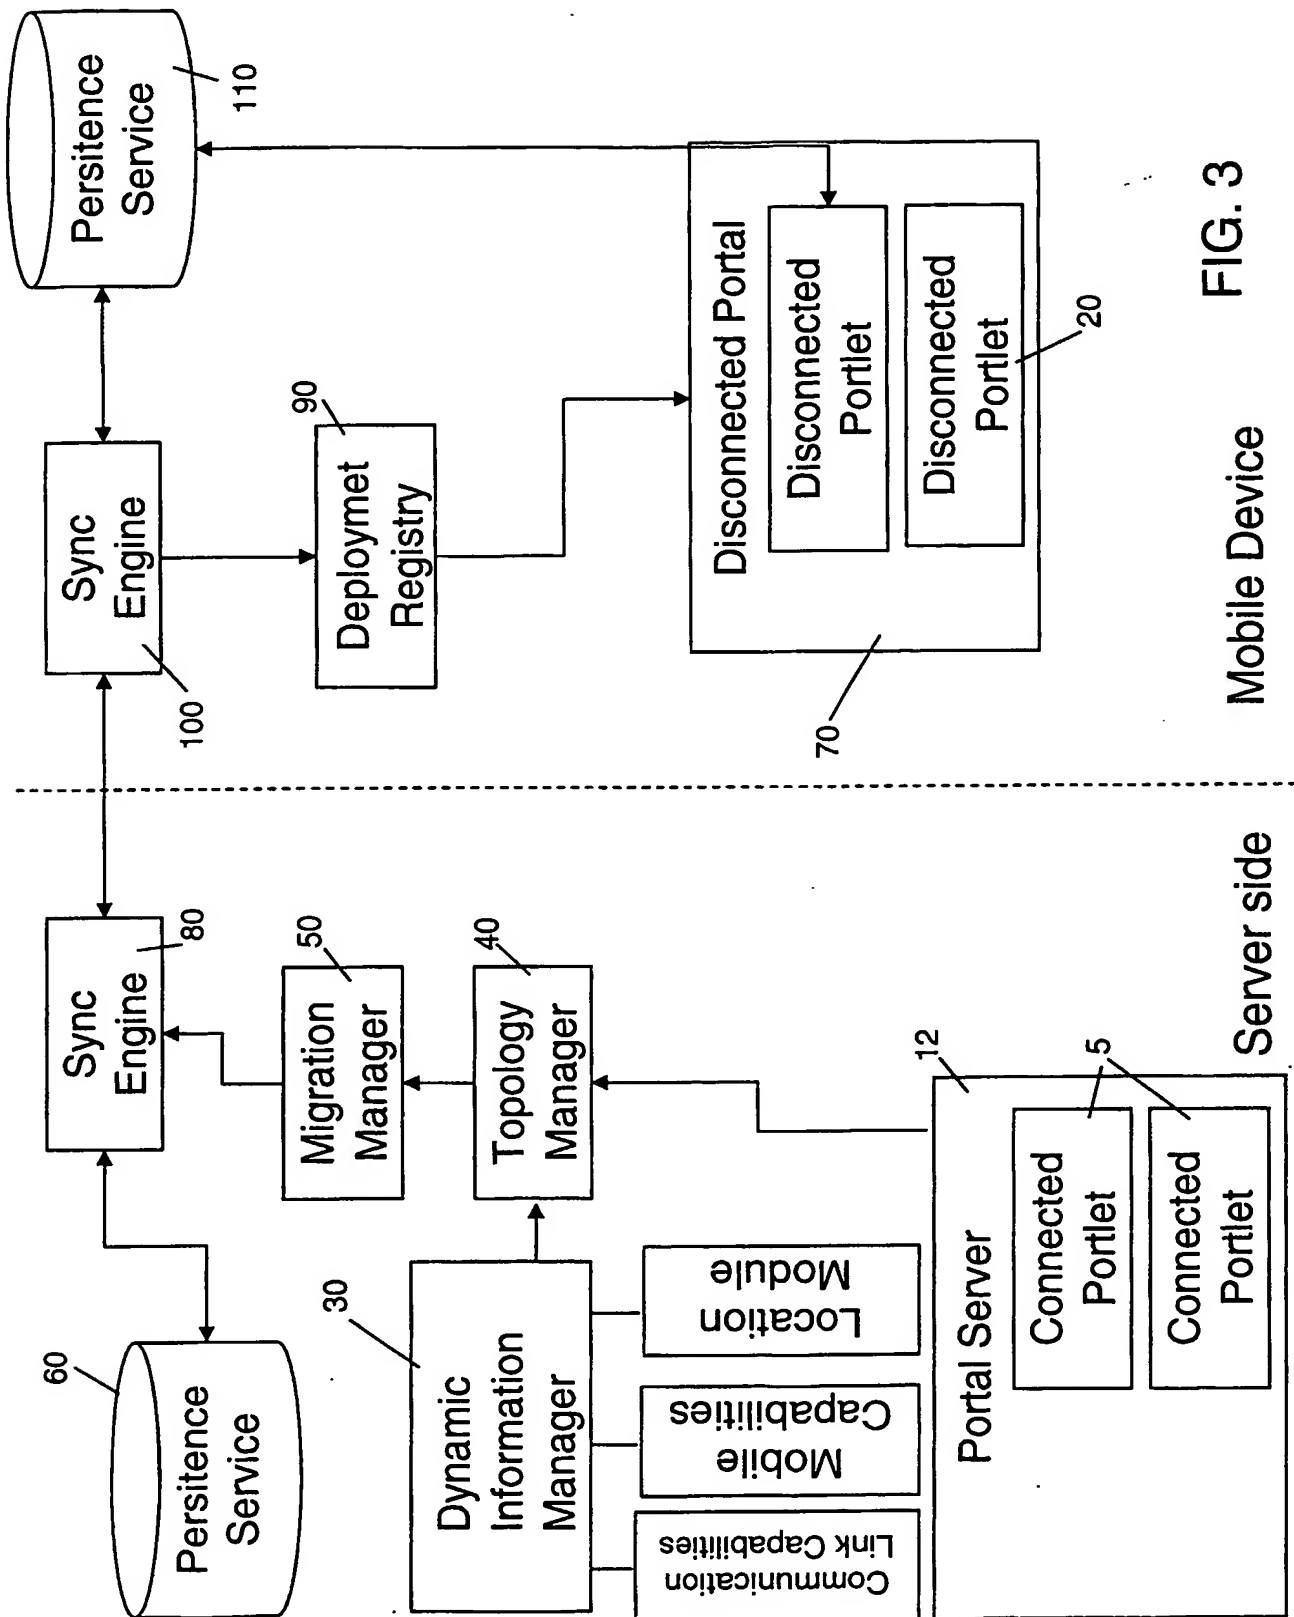 60
Persitence
Service
30
Dynamic
Information
Manager
Communication
Link Capabilities
Mobile
Capabilities
Location
Module
Sync
Engine
80
50
Migration
Manager
40
Topology
Manager
12
Portal Server
5
Connected
Portlet
Connected
Portlet
Server side
Sync
Engine
100
Persitence
Service
110
90
Deploymet
Registry
Disconnected Portal
Disconnected
Portlet
Disconnected
Portlet
20
70
Mobile Device
FIG. 3